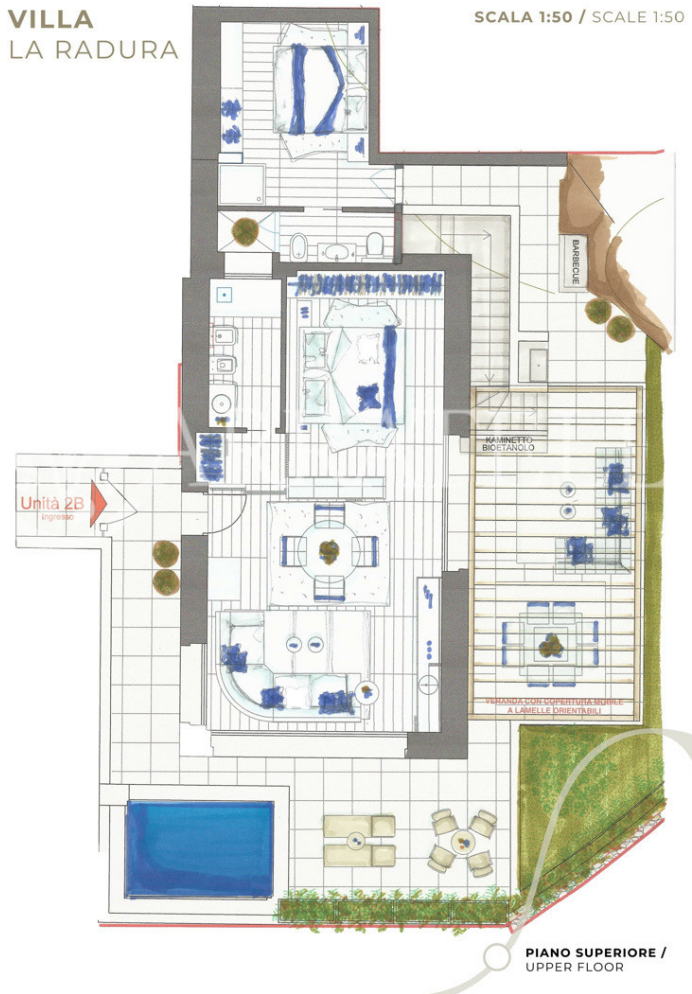 VILLA
LA RADURA
SCALA 1:50 / SCALE 1:50
BARBECUE
KAMINETTO
BIOETANOLO
Unità 2B
Ingresso
VERANDA CON COPERTURA MOBILE
A LAMELLE ORIENTABILI
PIANO SUPERIORE /
UPPER FLOOR